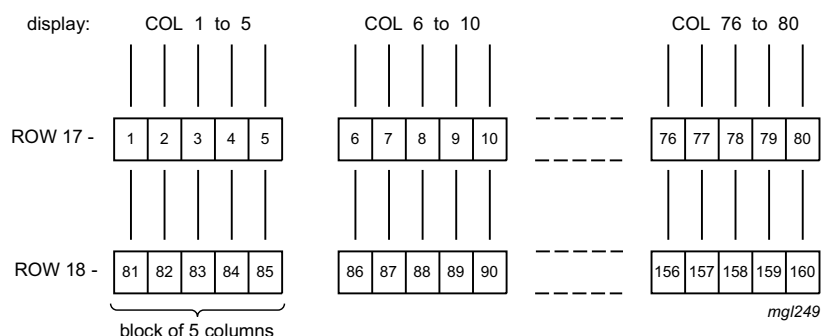 display: COL 1 to 5 COL 6 to 10 COL 76 to 80
ROW 17 - 1 2 3 4 5 6 7 8 9 10 76 77 78 79 80
ROW 18 - 81 82 83 84 85 86 87 88 89 90 156 157 158 159 160
mgl249
block of 5 columns